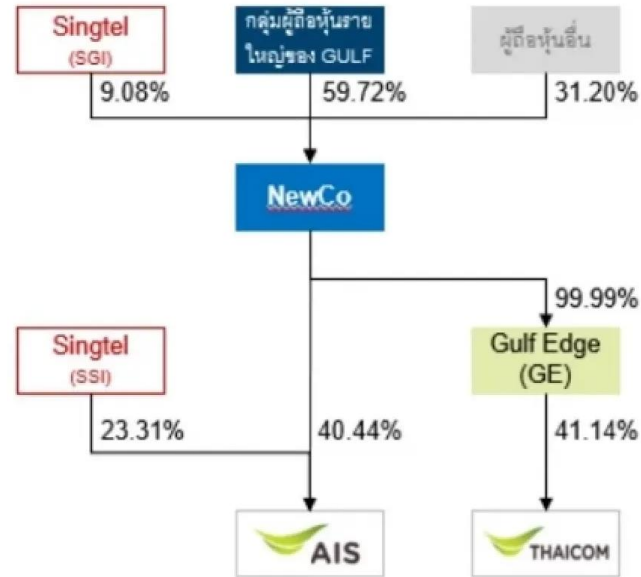 Singtel
(SGI)
กลุ่มผู้ถือหุ้นราย
ใหญ่ของ GULF
ผู้ถือหุ้นอื่น
9.08%
59.72%
31.20%
NewCo
99.99%
Singtel
(SSI)
Gulf Edge
(GE)
23.31%
40.44%
41.14%
AIS
THAICOM